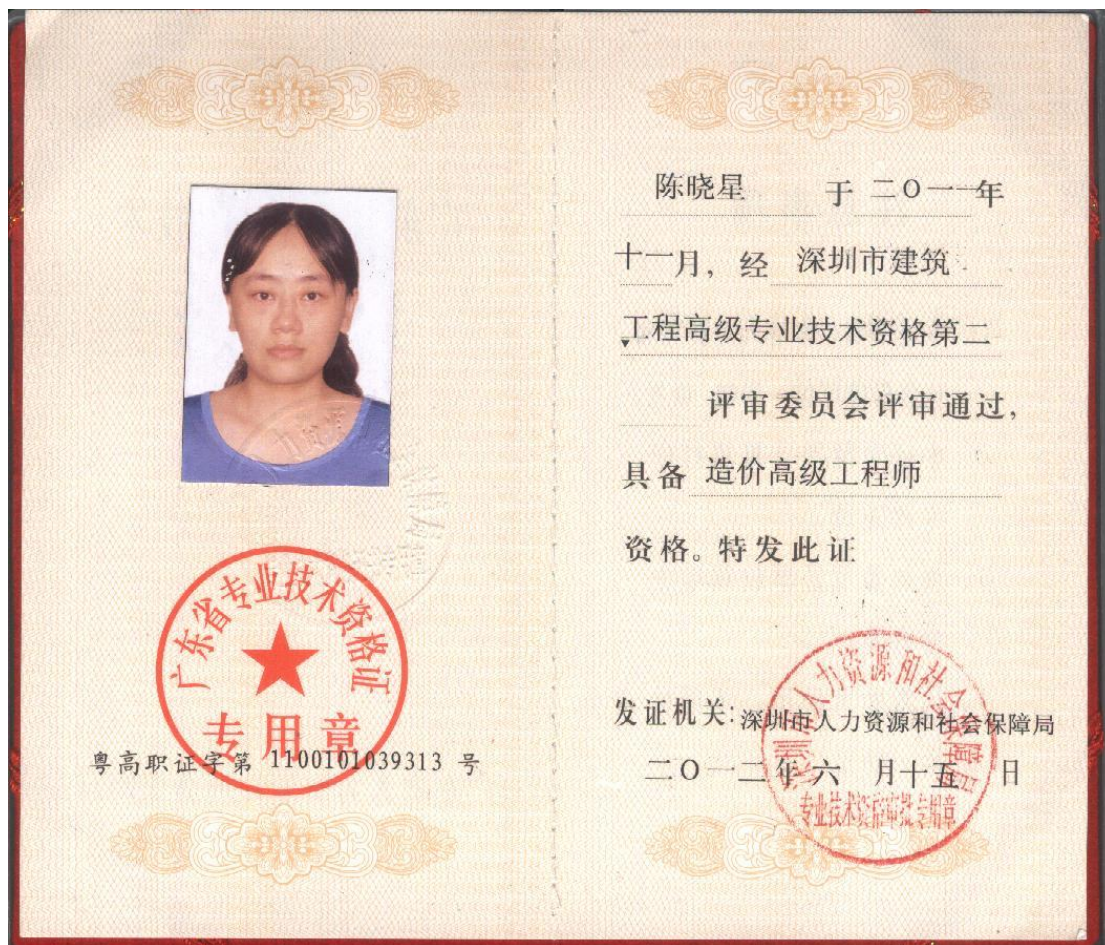 广东省专业技术资格证
专用章
粤高职证字第 1100101039313 号
陈晓星 于 二〇一一年
十一月，经 深圳市建筑
工程高级专业技术资格第二
评审委员会评审通过，
具备 造价高级工程师
资格。特发此证
深圳市人力资源和社会保障局
发证机关：深圳市人力资源和社会保障局
二〇一二年 六 月十五 日
专业技术资格审批专用章